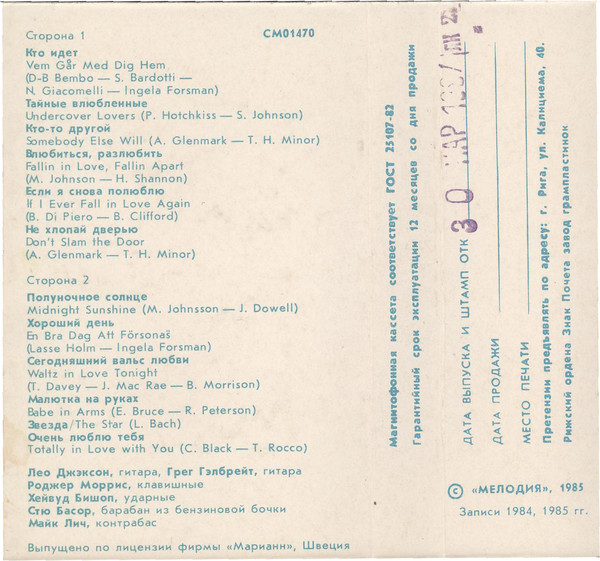 Сторона 1
СМ01470
Кто идет
Vem Går Med Dig Hem
(D-B Bembo — S. Bardotti —
N. Giacomelli — Ingela Forsman)
Тайные влюбленные
Undercover Lovers (P. Hotchkiss — S. Johnson)
Кто-то другой
Somebody Else Will (A. Glenmark — T. H. Minor)
Влюбиться, разлюбить
Fallin in Love, Fallin Apart
(M. Johnson — H. Shannon)
Если я снова полюблю
If I Ever Fall in Love Again
(B. Di Piero — B. Clifford)
Не хлопай дверью
Don't Slam the Door
(A. Glenmark — T. H. Minor)
Сторона 2
Полуночное солнце
Midnight Sunshine (M. Johnsson — J. Dowell)
Хороший день
En Bra Dag Att Försonaš
(Lasse Holm — Ingela Forsman)
Сегодняшний вальс любви
Waltz in Love Tonight
(T. Davey — J. Mac Rae — B. Morrison)
Малютка на руках
Babe in Arms (E. Bruce — R. Peterson)
Звезда/The Star (L. Bach)
Очень люблю тебя
Totally in Love with You (C. Black — T. Rocco)
Лео Джэксон, гитара, Грег Гэлбрейт, гитара
Роджер Моррис, клавишные
Хейвуд Бишоп, ударные
Стю Басор, барабан из бензиновой бочки
Майк Лич, контрабас
Выпущено по лицензии фирмы «Марианн», Швеция
Магнитофонная кассета соответствует ГОСТ 25107-82
Гарантийный срок эксплуатации 12 месяцев со дня продажи
ДАТА ВЫПУСКА И ШТАМП ОТК
30 МАР 198
ДАТА ПРОДАЖИ
МЕСТО ПЕЧАТИ
Претензии предъявлять по адресу: г. Рига, ул. Калнциема, 40.
Рижский ордена Знак Почета завод грампластинок
© «МЕЛОДИЯ», 1985
Записи 1984, 1985 гг.